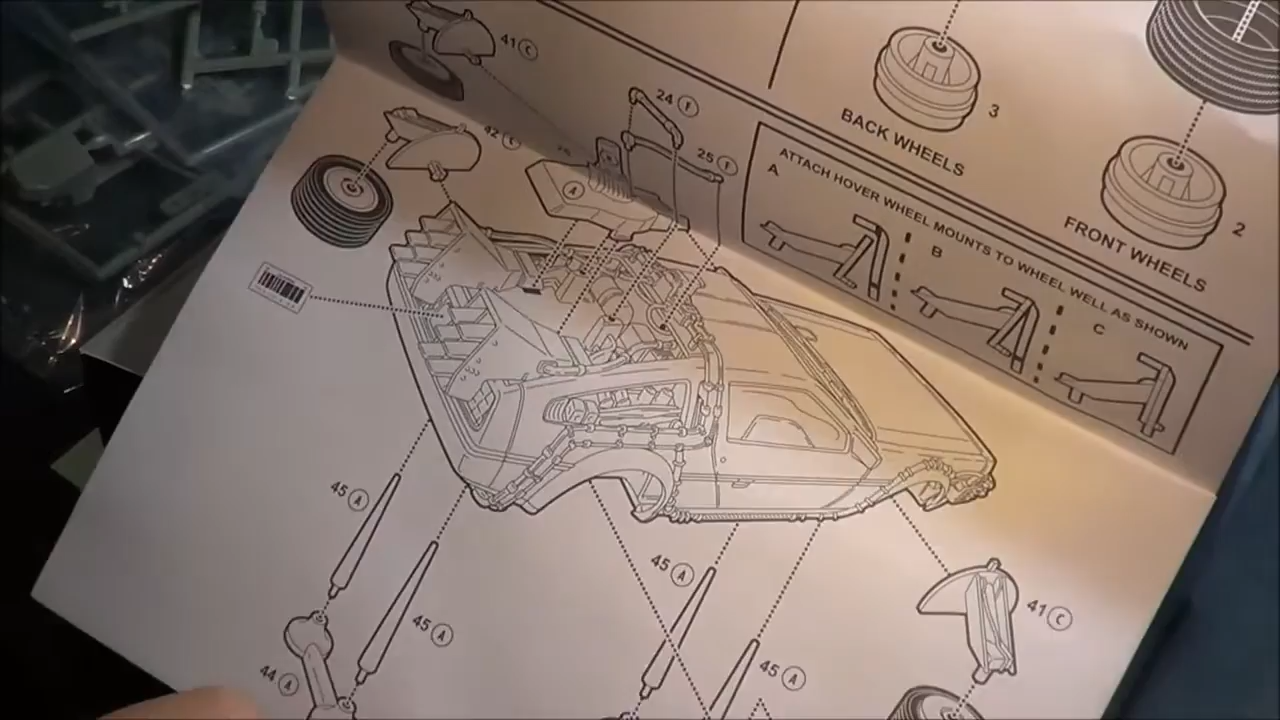 41 C
24 F
3
BACK WHEELS
42 C
25 F
A
ATTACH HOVER WHEEL MOUNTS TO WHEEL WELL AS SHOWN
A
B
C
FRONT WHEELS
2
45 A
45 A
45 A
45 A
41 C
44 A